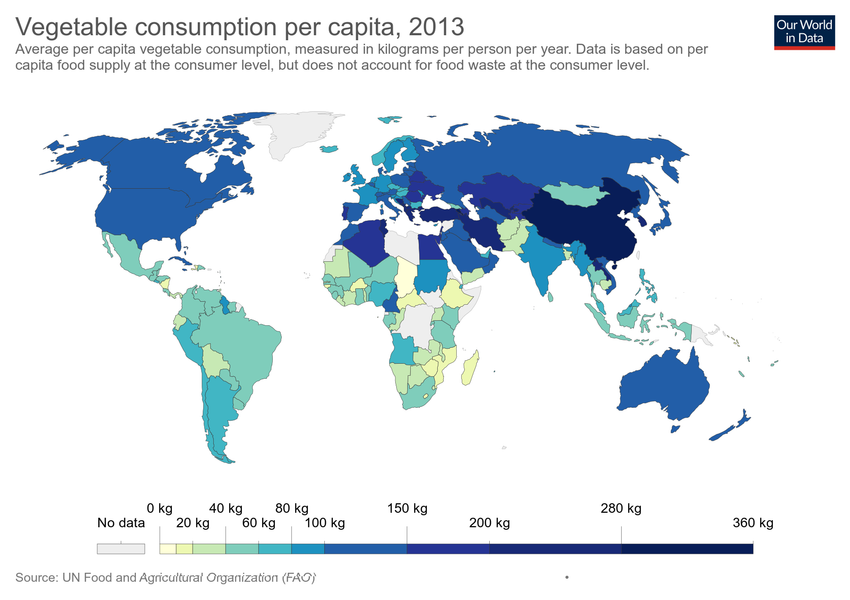 Vegetable consumption per capita, 2013
Our World
in Data
Average per capita vegetable consumption, measured in kilograms per person per year. Data is based on per
capita food supply at the consumer level, but does not account for food waste at the consumer level.
0 kg 40 kg 80 kg 150 kg 280 kg
No data 20 kg 60 kg 100 kg 200 kg 360 kg
Source: UN Food and Agricultural Organization (FAO)